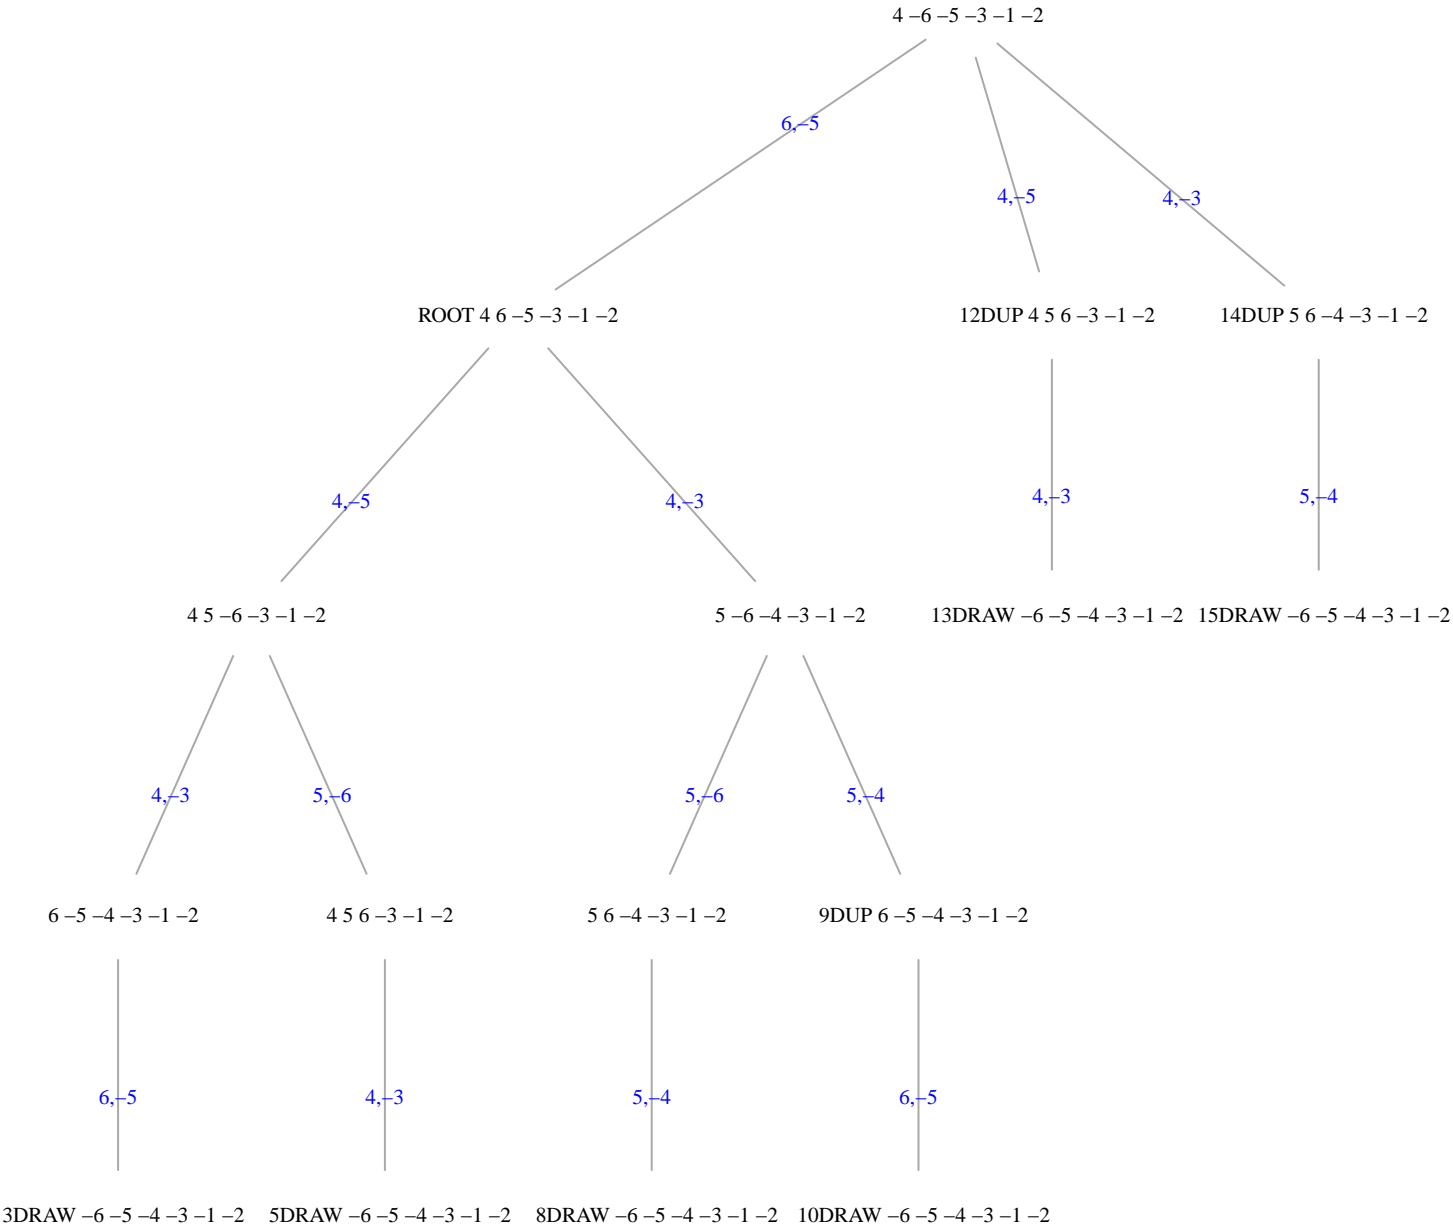 4 –6 –5 –3 –1 –2
6,–5
4,–5
4,–3
ROOT 4 6 –5 –3 –1 –2
12DUP 4 5 6 –3 –1 –2
14DUP 5 6 –4 –3 –1 –2
4,–5
4,–3
4,–3
5,–4
4 5 –6 –3 –1 –2
5 –6 –4 –3 –1 –2
13DRAW –6 –5 –4 –3 –1 –2
15DRAW –6 –5 –4 –3 –1 –2
4,–3
5,–6
5,–6
5,–4
6 –5 –4 –3 –1 –2
4 5 6 –3 –1 –2
5 6 –4 –3 –1 –2
9DUP 6 –5 –4 –3 –1 –2
6,–5
4,–3
5,–4
6,–5
3DRAW –6 –5 –4 –3 –1 –2
5DRAW –6 –5 –4 –3 –1 –2
8DRAW –6 –5 –4 –3 –1 –2
10DRAW –6 –5 –4 –3 –1 –2